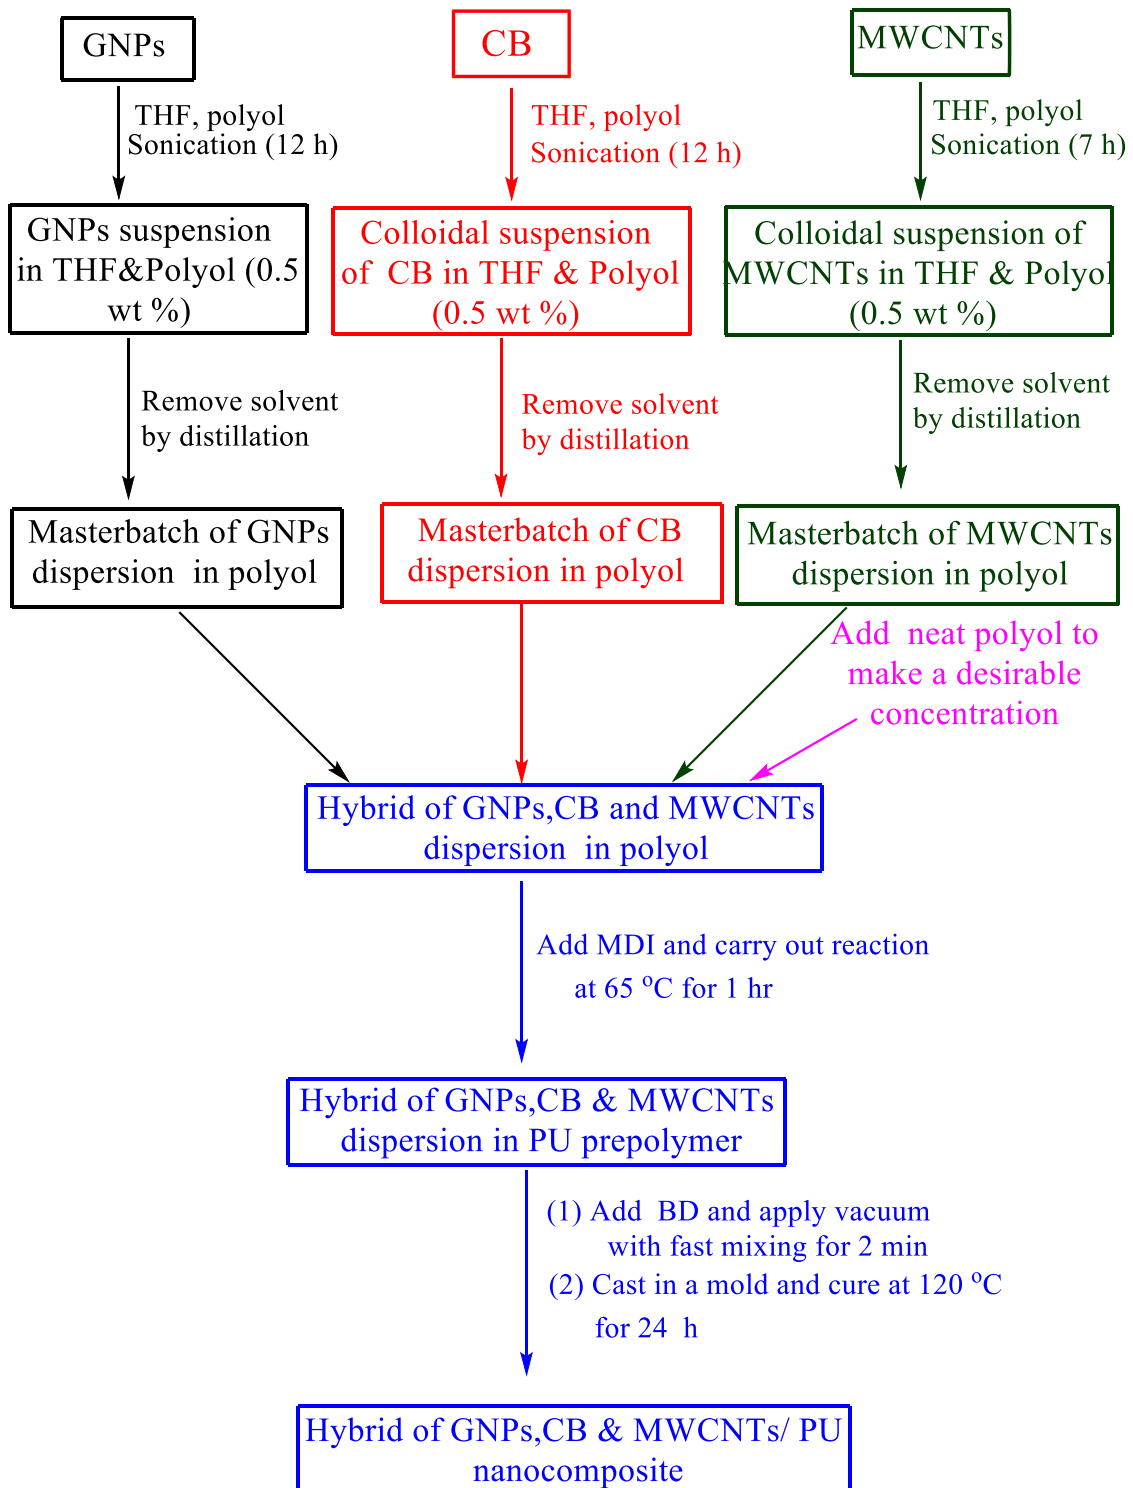 GNPs
CB
MWCNTs
THF, polyol
Sonication (12 h)
THF, polyol
Sonication (12 h)
THF, polyol
Sonication (7 h)
GNPs suspension
in THF&Polyol (0.5
wt %)
Colloidal suspension
of CB in THF & Polyol
(0.5 wt %)
Colloidal suspension of
MWCNTs in THF & Polyol
(0.5 wt %)
Remove solvent
by distillation
Remove solvent
by distillation
Remove solvent
by distillation
Masterbatch of GNPs
dispersion in polyol
Masterbatch of CB
dispersion in polyol
Masterbatch of MWCNTs
dispersion in polyol
Add neat polyol to
make a desirable
concentration
Hybrid of GNPs,CB and MWCNTs
dispersion in polyol
Add MDI and carry out reaction
at 65 °C for 1 hr
Hybrid of GNPs,CB & MWCNTs
dispersion in PU prepolymer
(1) Add BD and apply vacuum
with fast mixing for 2 min
(2) Cast in a mold and cure at 120 °C
for 24 h
Hybrid of GNPs,CB & MWCNTs/ PU
nanocomposite